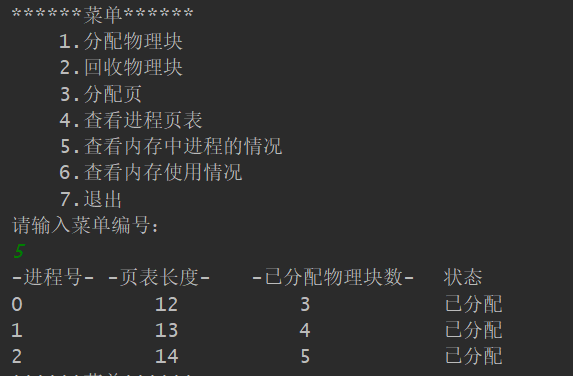 ******菜单******
1.分配物理块
2.回收物理块
3.分配页
4.查看进程页表
5.查看内存中进程的情况
6.查看内存使用情况
7.退出
请输入菜单编号:
5
-进程号- -页表长度- -已分配物理块数- 状态
0 12 3 已分配
1 13 4 已分配
2 14 5 已分配